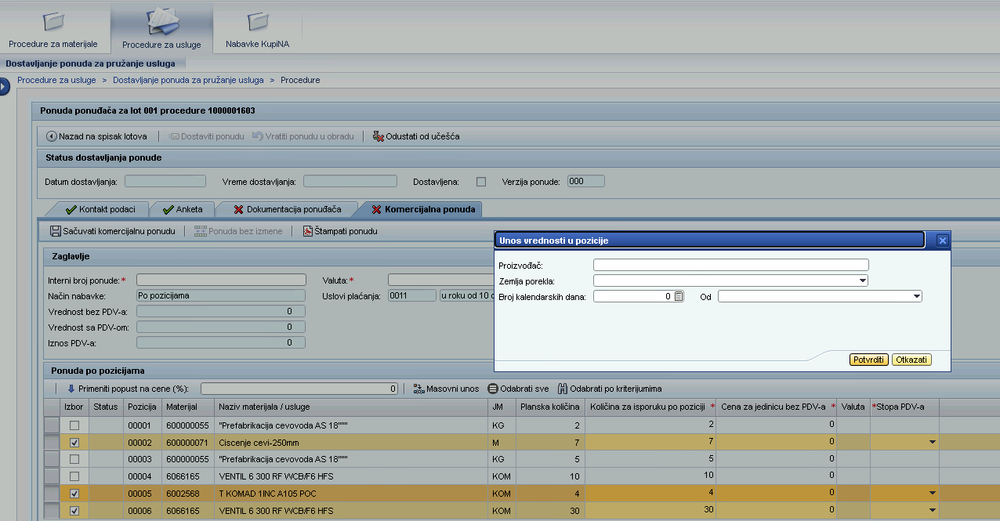 Procedure za materijale Procedure za usluge Nabavke KupiNA
Dostavljanje ponuda za pružanje usluga
Procedure za usluge > Dostavljanje ponuda za pružanje usluga > Procedure
Ponuda ponuđača za lot 001 procedure 1000001603
Nazad na spisak lotova Dostaviti ponudu Vratiti ponudu u obradu Odustati od učešća
Status dostavljanja ponude
Datum dostavljanja: Vreme dostavljanja: Dostavljena: Verzija ponude: 000
Kontakt podaci Anketa Dokumentacija ponuđača Komercijalna ponuda
Sačuvati komercijalnu ponudu Ponuda bez izmene Štampati ponudu
Zaglavlje
Interni broj ponude:* Valuta:*
Način nabavke: Po pozicijama Uslovi plaćanja: 0011 u roku od 10
Vrednost bez PDV-a: 0
Vrednost sa PDV-om: 0
Iznos PDV-a: 0
Unos vrednosti u pozicije
Proizvođač:
Zemlja porekla:
Broj kalendarskih dana: 0 Od
Potvrditi Otkazati
Ponuda po pozicijama
Primeniti popust na cene (%): 0 Masovni unos Odabrati sve Odabrati po kriterijumima
Izbor Status Pozicija Materijal Naziv materijala / usluge JM Planska količina Količina za isporuku po poziciji * Cena za jedinicu bez PDV-a * Valuta *Stopa PDV-a
00001 600000055 "Prefabrikacija cevovoda AS 18"""" KG 2 2 0
00002 600000071 Ciscenje cevi-250mm M 7 7 0
00003 600000055 "Prefabrikacija cevovoda AS 18"""" KG 5 5 0
00004 6066165 VENTIL 6 300 RF WCB/F6 HFS KOM 10 10 0
00005 6002568 T KOMAD 1INC A105 POC KOM 4 4 0
00006 6066165 VENTIL 6 300 RF WCB/F6 HFS KOM 30 30 0